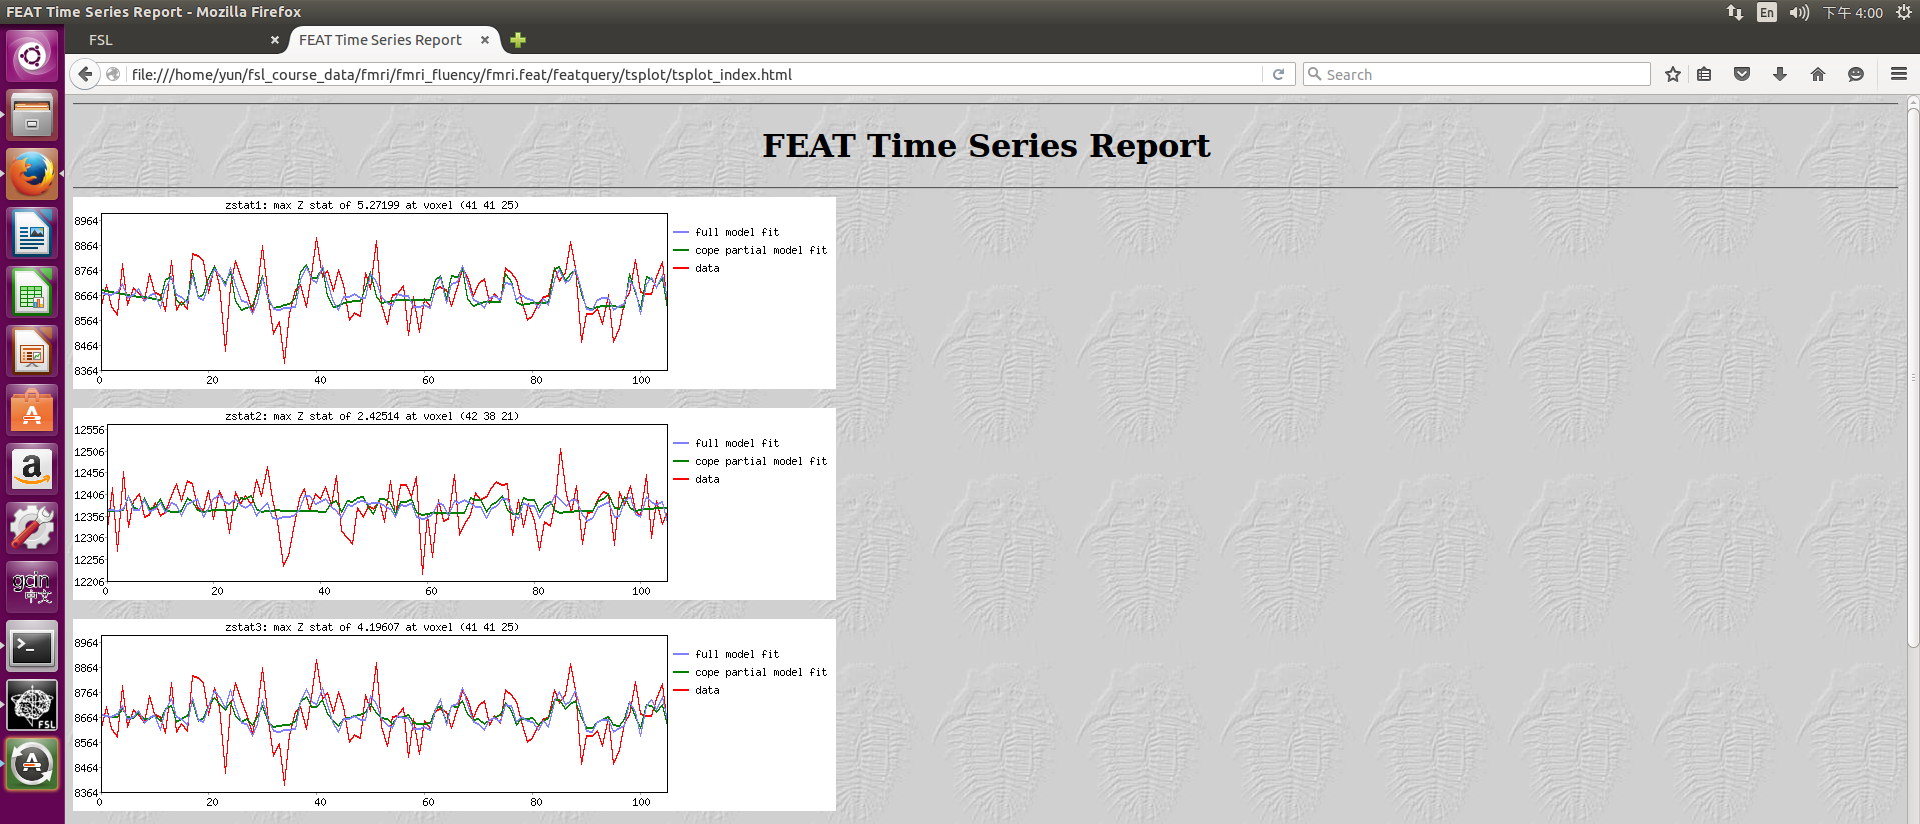 FEAT Time Series Report - Mozilla Firefox
En
下午 4:00
FSL
FEAT Time Series Report
file:///home/yun/fsl_course_data/fmri/fmri_fluency/fmri.feat/featquery/tsplot/tsplot_index.html
Search
FEAT Time Series Report
zstat1: max Z stat of 5.27199 at voxel (41 41 25)
8964
8864
8764
8664
8564
8464
8364
0 20 40 60 80 100
full model fit
cope partial model fit
data
zstat2: max Z stat of 2.42514 at voxel (42 38 21)
12556
12506
12456
12406
12356
12306
12256
12206
0 20 40 60 80 100
full model fit
cope partial model fit
data
zstat3: max Z stat of 4.19607 at voxel (41 41 25)
8964
8864
8764
8664
8564
8464
8364
0 20 40 60 80 100
full model fit
cope partial model fit
data
a
gcin
中文
>_
FSL